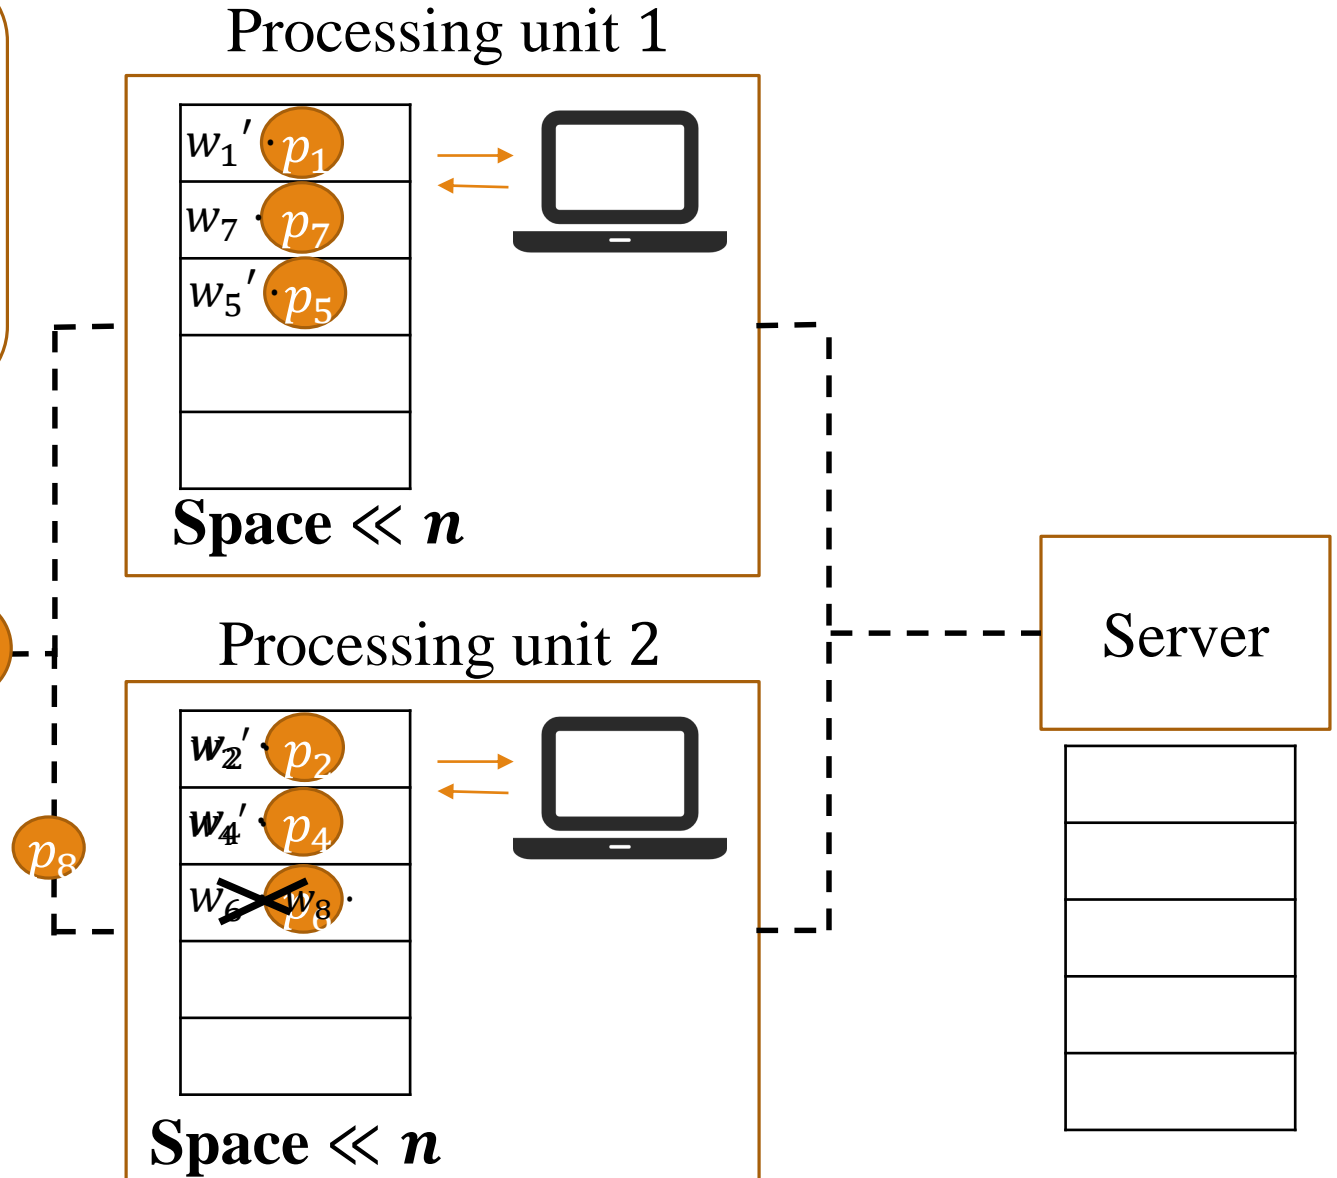 Processing unit 1
w₁′ · p₁
w₇ · p₇
w₅′ · p₅
Space ≪ n
Processing unit 2
w₂′ · p₂
w₄′ · p₄
p₈
w₆ w₈ ·
Space ≪ n
Server